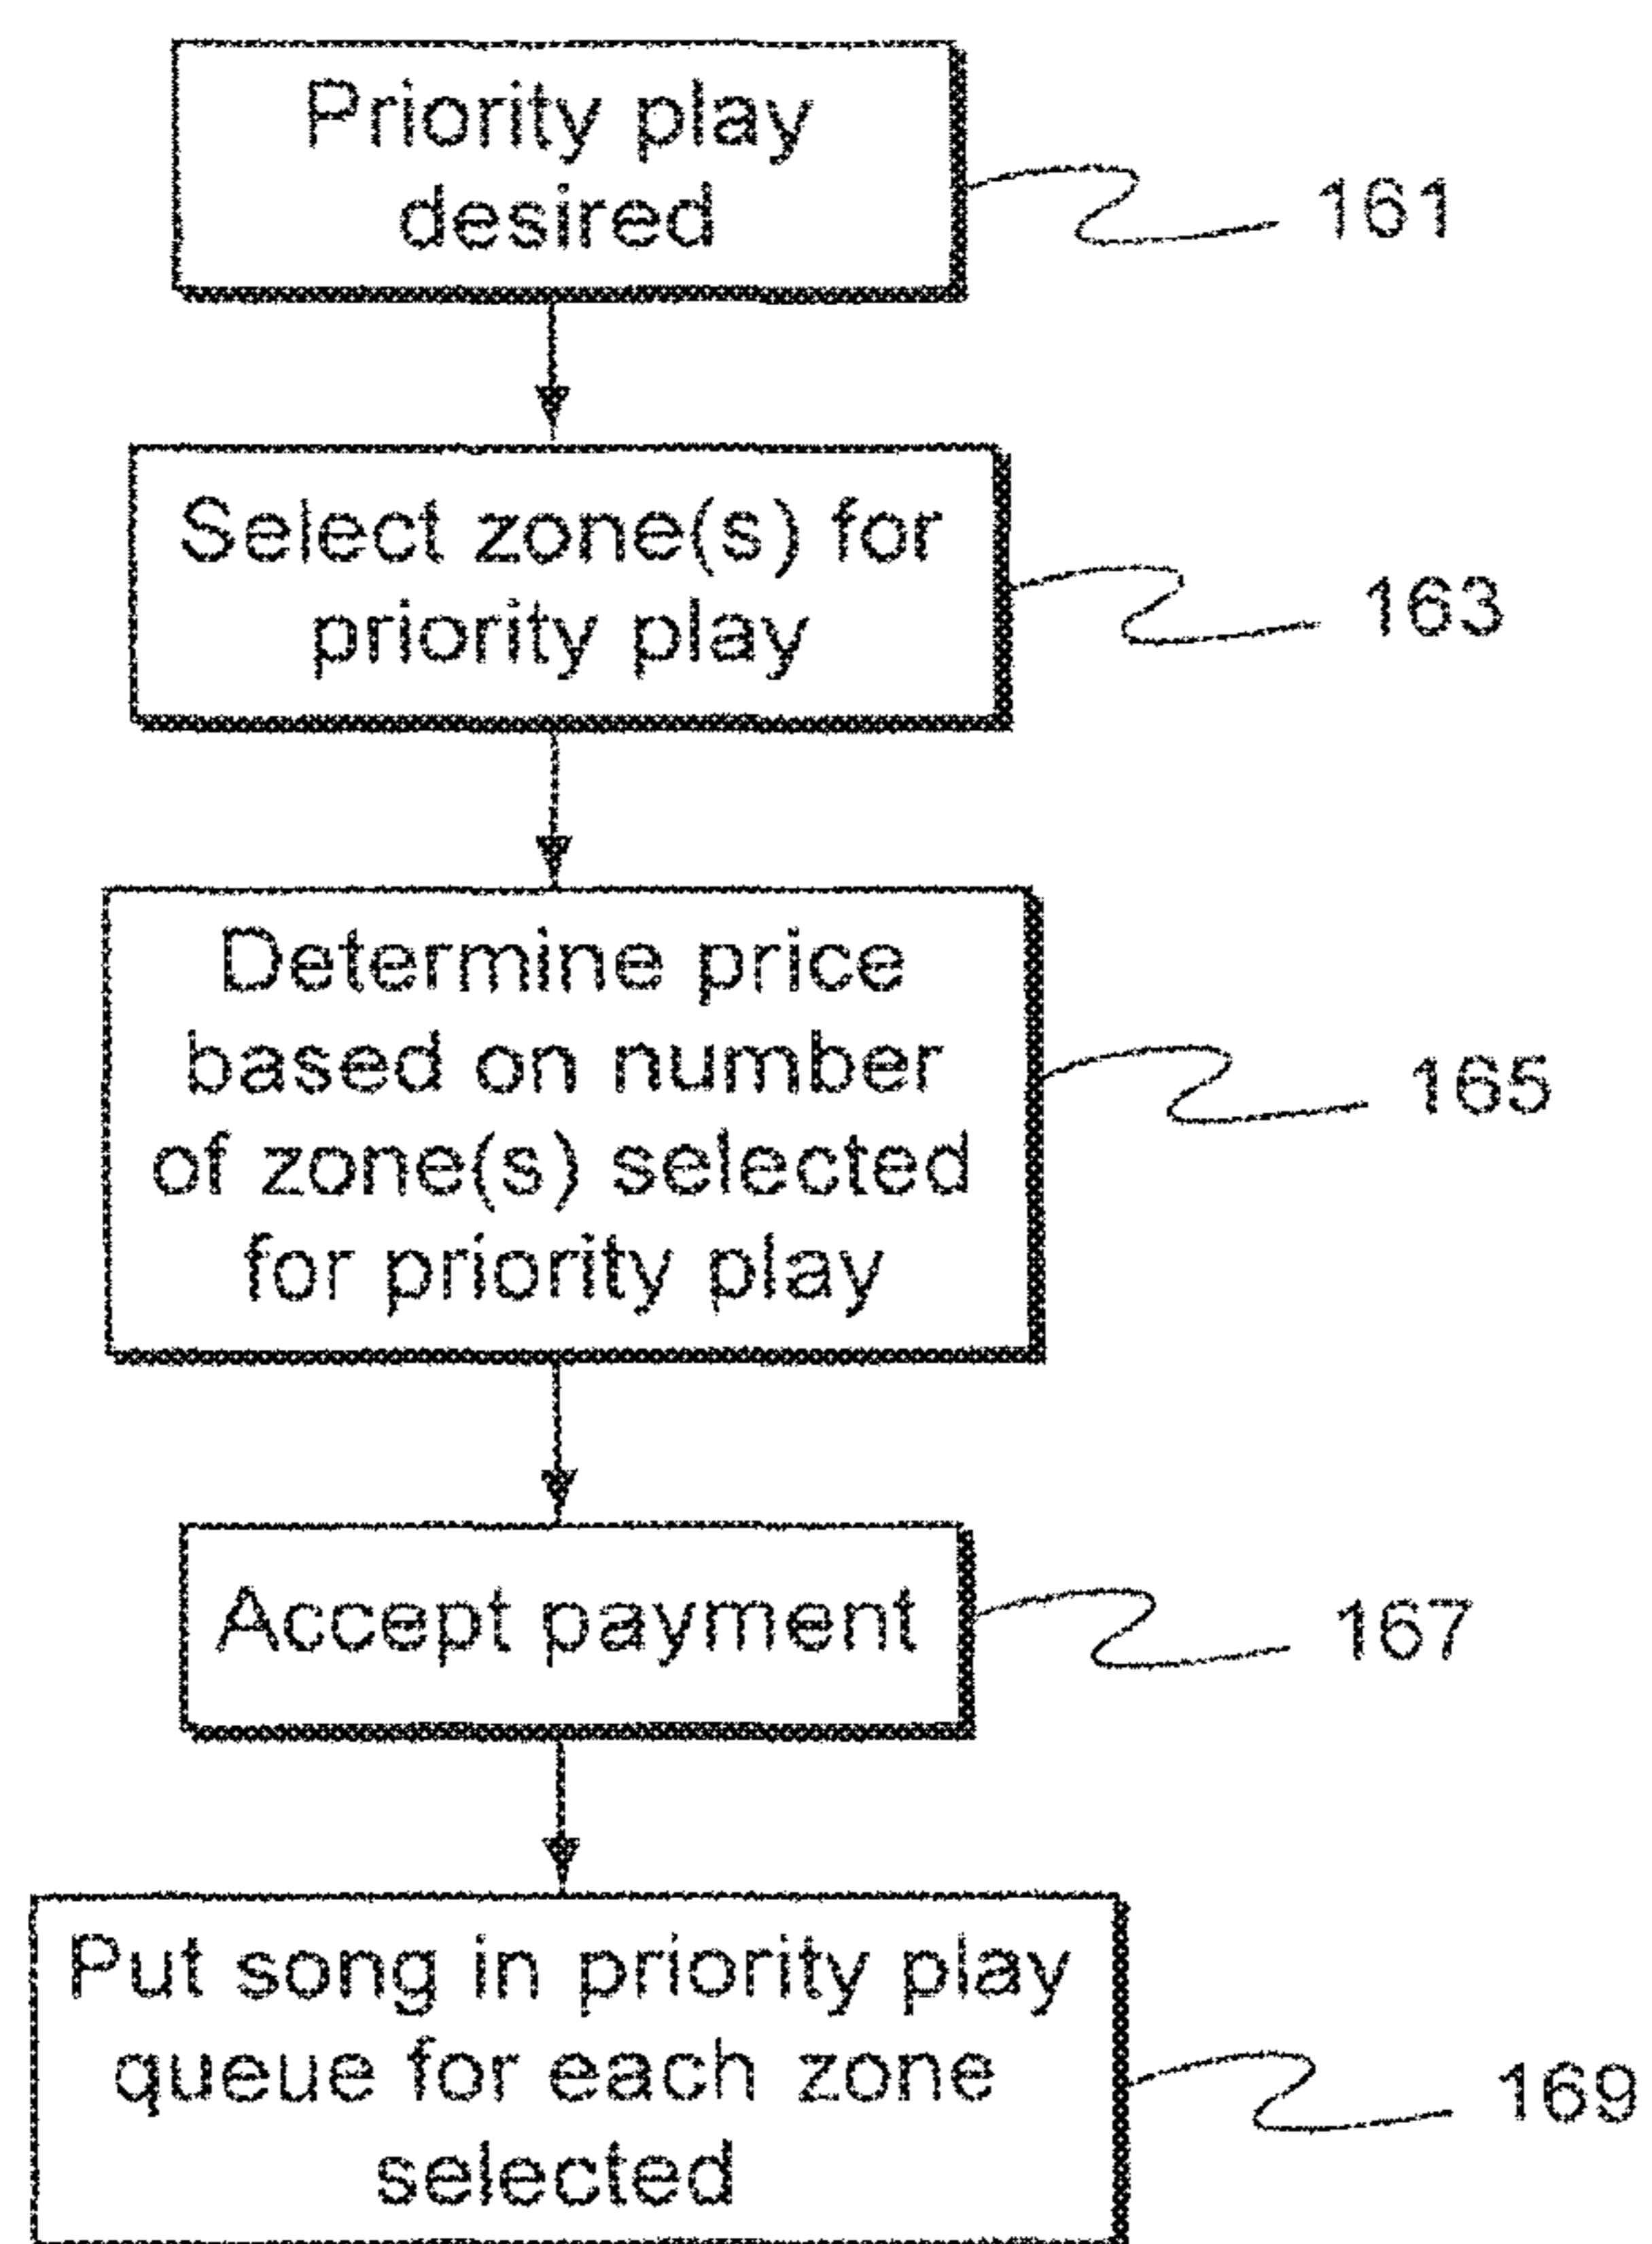 Priority play
desired
161
Select zone(s) for
priority play
163
Determine price
based on number
of zone(s) selected
for priority play
165
Accept payment
167
Put song in priority play
queue for each zone
selected
169